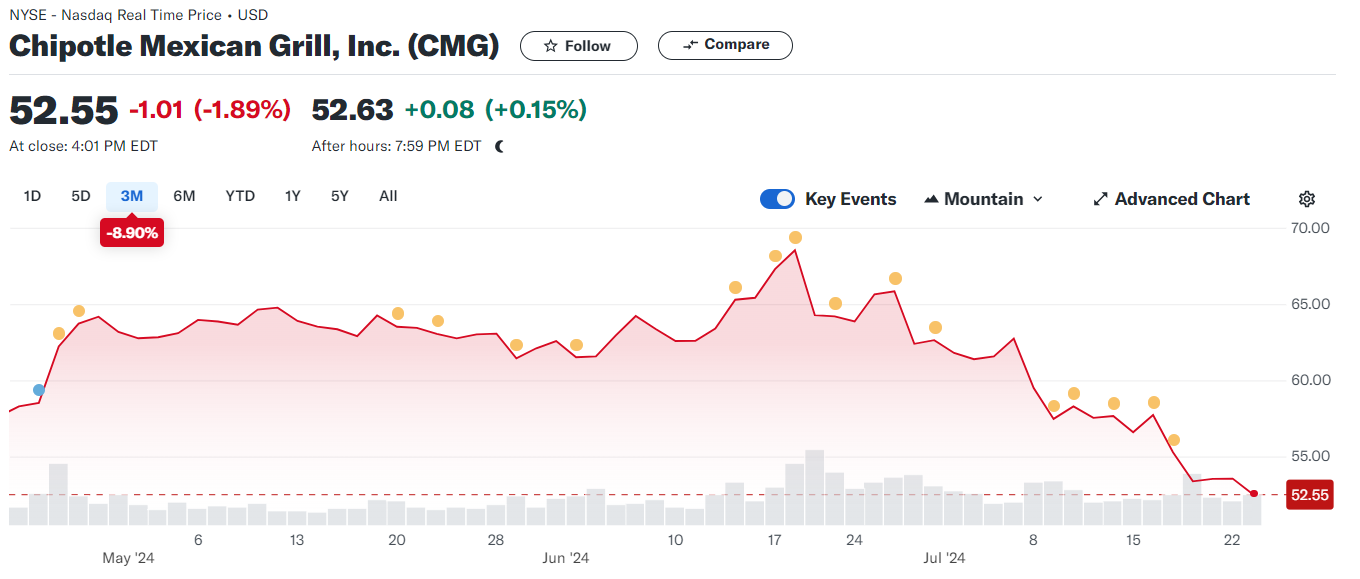 NYSE - Nasdaq Real Time Price • USD
Chipotle Mexican Grill, Inc. (CMG) Follow Compare
52.55 -1.01 (-1.89%) 52.63 +0.08 (+0.15%)
At close: 4:01 PM EDT After hours: 7:59 PM EDT
1D 5D 3M 6M YTD 1Y 5Y All Key Events Mountain Advanced Chart
-8.90%
70.00
65.00
60.00
55.00
52.55
6 13 20 28 10 17 24 8 15 22
May '24 Jun '24 Jul '24